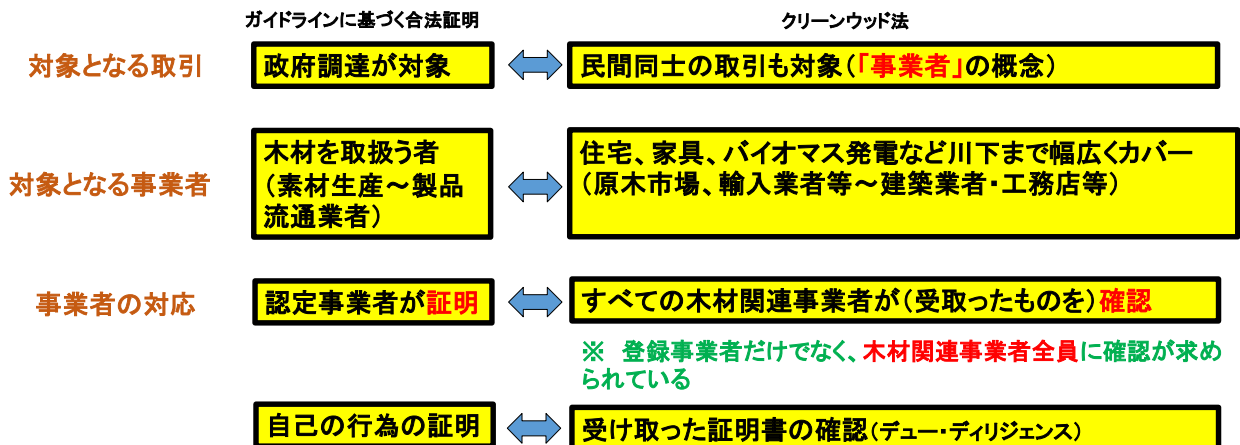 ガイドラインに基づく合法証明
クリーンウッド法
対象となる取引
政府調達が対象
民間同士の取引も対象(「事業者」の概念)
対象となる事業者
木材を取扱う者
(素材生産~製品
流通業者)
住宅、家具、バイオマス発電など川下まで幅広くカバー
(原木市場、輸入業者等~建築業者・工務店等)
事業者の対応
認定事業者が証明
すべての木材関連事業者が(受取ったものを)確認
※ 登録事業者だけでなく、木材関連事業者全員に確認が求め
られている
自己の行為の証明
受け取った証明書の確認(デュー・ディリジェンス)